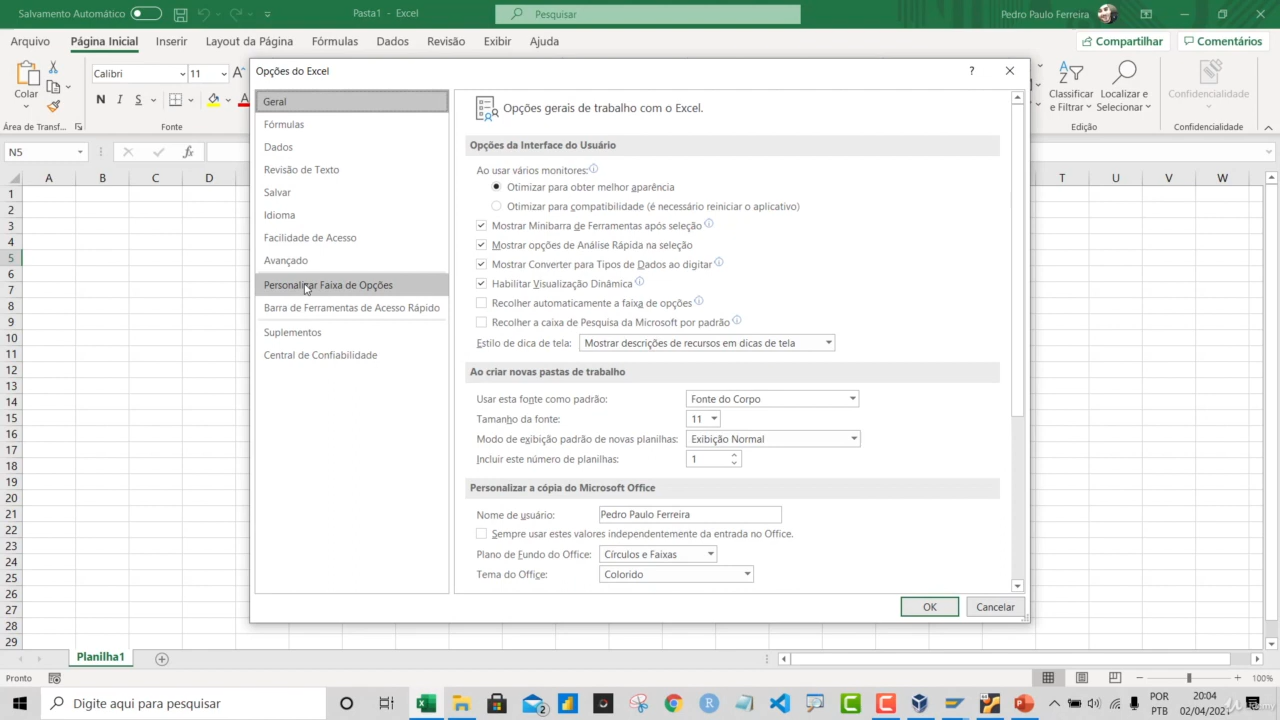 Salvamento Automático
Pasta1 - Excel
Pesquisar
Pedro Paulo Ferreira
Arquivo
Página Inicial
Inserir
Layout da Página
Fórmulas
Dados
Revisão
Exibir
Ajuda
Compartilhar
Comentários
Colar
Calibri
11
N I S
Classificar e Filtrar
Localizar e Selecionar
Confidencialidade
Área de Transf...
Fonte
Edição
Confidencialidade
N5
fx
A B C D T U V W
1
2
3
4
5
6
7
8
9
10
11
12
13
14
15
16
17
18
19
20
21
22
23
24
25
26
27
28
29
Opções do Excel
?
Geral
Fórmulas
Dados
Revisão de Texto
Salvar
Idioma
Facilidade de Acesso
Avançado
Personalizar Faixa de Opções
Barra de Ferramentas de Acesso Rápido
Suplementos
Central de Confiabilidade
Opções gerais de trabalho com o Excel.
Opções da Interface do Usuário
Ao usar vários monitores:
Otimizar para obter melhor aparência
Otimizar para compatibilidade (é necessário reiniciar o aplicativo)
Mostrar Minibarra de Ferramentas após seleção
Mostrar opções de Análise Rápida na seleção
Mostrar Converter para Tipos de Dados ao digitar
Habilitar Visualização Dinâmica
Recolher automaticamente a faixa de opções
Recolher a caixa de Pesquisa da Microsoft por padrão
Estilo de dica de tela: Mostrar descrições de recursos em dicas de tela
Ao criar novas pastas de trabalho
Usar esta fonte como padrão: Fonte do Corpo
Tamanho da fonte: 11
Modo de exibição padrão de novas planilhas: Exibição Normal
Incluir este número de planilhas: 1
Personalizar a cópia do Microsoft Office
Nome de usuário: Pedro Paulo Ferreira
Sempre usar estes valores independentemente da entrada no Office.
Plano de Fundo do Office: Círculos e Faixas
Tema do Office: Colorido
OK
Cancelar
Planilha1
Pronto
100%
Digite aqui para pesquisar
2
POR
PTB
20:04